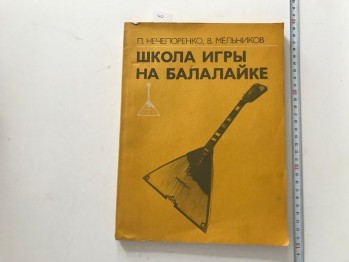 П. НЕЧЕПОРЕНКО, В. МЕЛЬНИКОВ
ШКОЛА ИГРЫ
НА БАЛАЛАЙКЕ